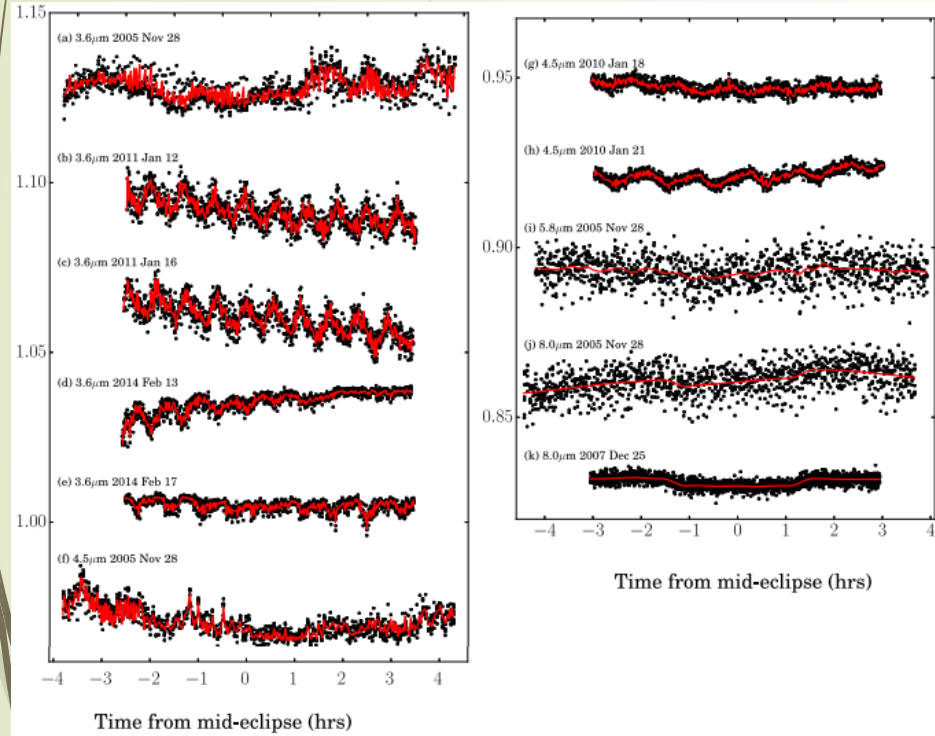 1.15
(a) 3.6μm 2005 Nov 28
(b) 3.6μm 2011 Jan 12
1.10
(c) 3.6μm 2011 Jan 16
1.05
(d) 3.6μm 2014 Feb 13
(e) 3.6μm 2014 Feb 17
1.00
(f) 4.5μm 2005 Nov 28
−4 −3 −2 −1 0 1 2 3 4
Time from mid-eclipse (hrs)
(g) 4.5μm 2010 Jan 18
0.95
(h) 4.5μm 2010 Jan 21
(i) 5.8μm 2005 Nov 28
0.90
(j) 8.0μm 2005 Nov 28
0.85
(k) 8.0μm 2007 Dec 25
−4 −3 −2 −1 0 1 2 3 4
Time from mid-eclipse (hrs)